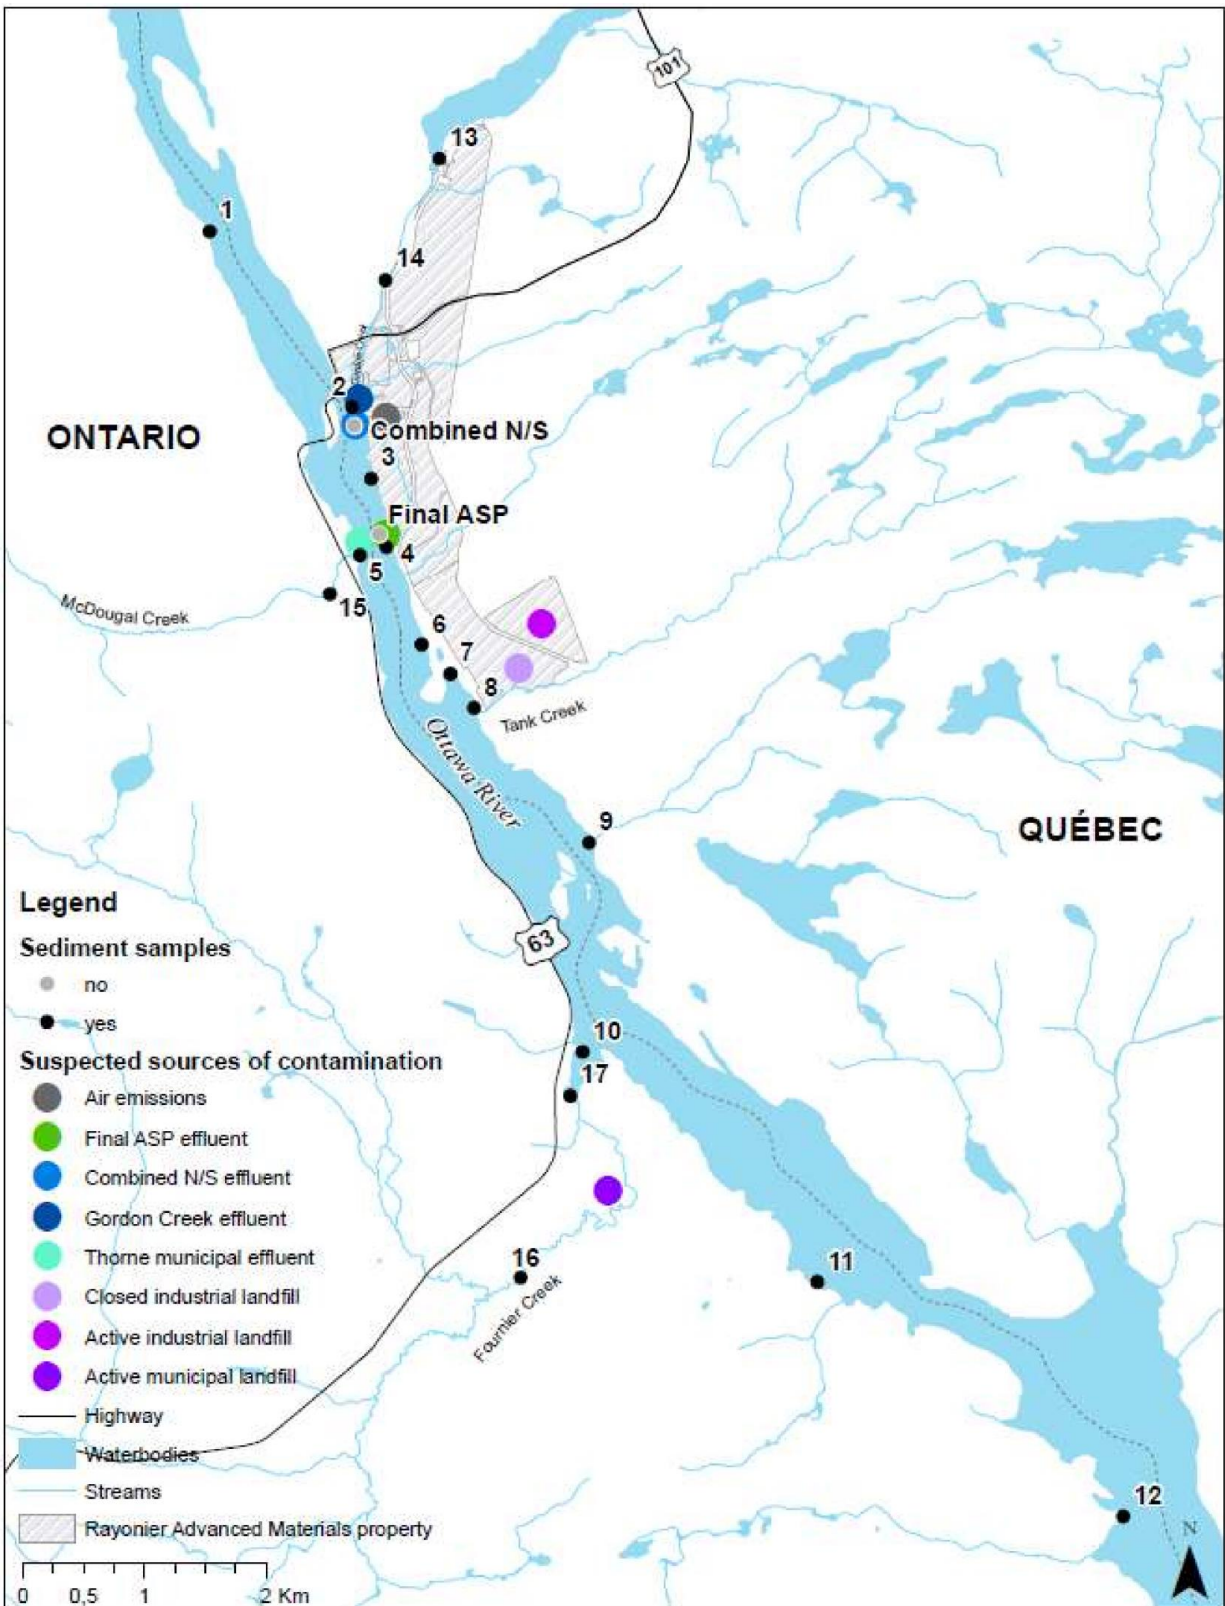 101
13
1
14
2
Gordon Creek
ONTARIO
Combined N/S
3
Final ASP
4
5
15
McDougal Creek
6
7
8
Tank Creek
Ottawa River
9
QUÉBEC
63
10
17
16
Fournier Creek
11
12
N
Legend
Sediment samples
no
yes
Suspected sources of contamination
Air emissions
Final ASP effluent
Combined N/S effluent
Gordon Creek effluent
Thorne municipal effluent
Closed industrial landfill
Active industrial landfill
Active municipal landfill
Highway
Waterbodies
Streams
Rayonier Advanced Materials property
0 0,5 1 2 Km